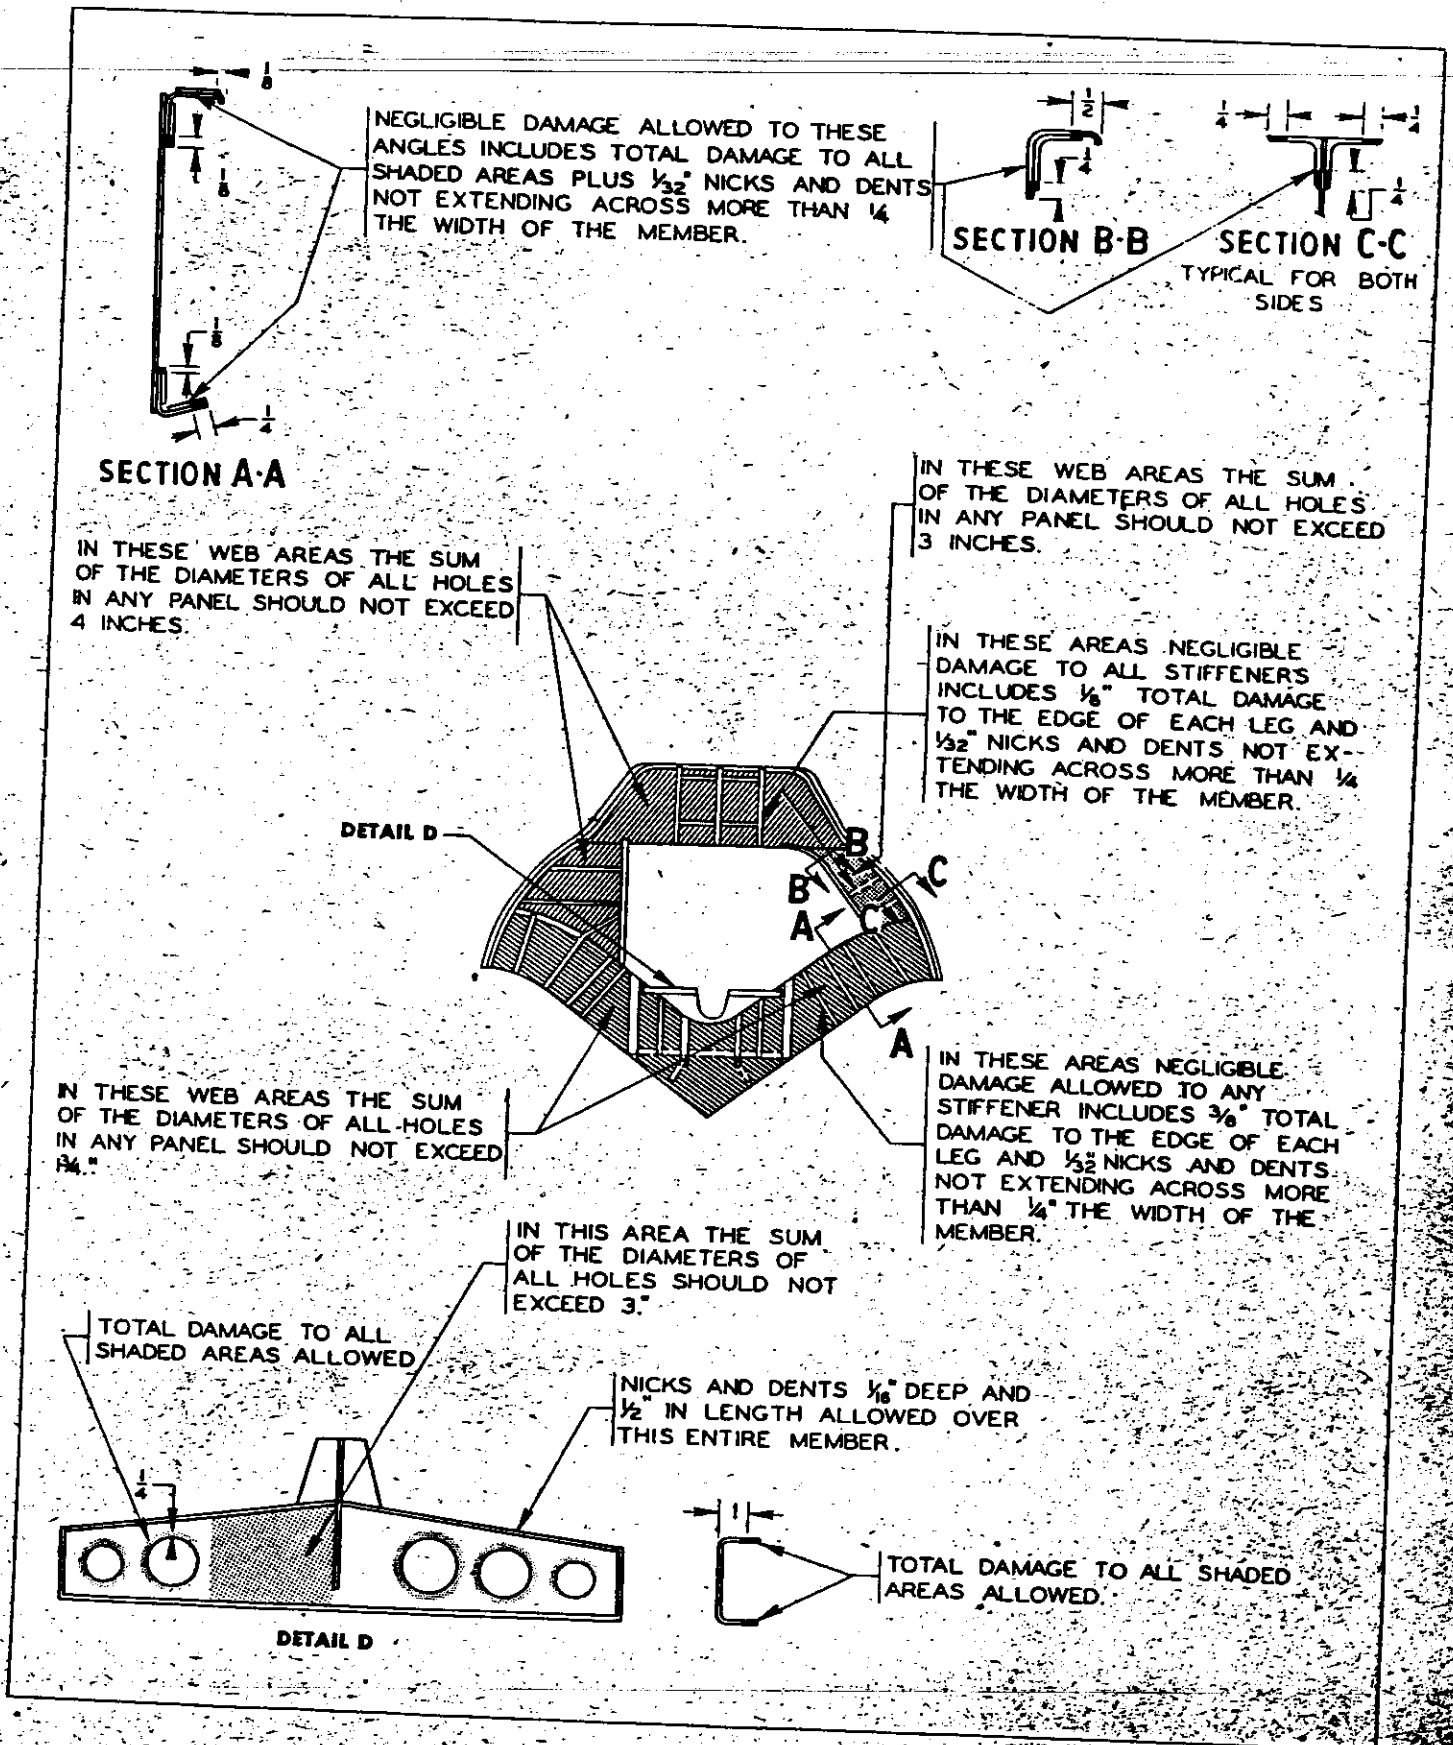 1/8
NEGLIGIBLE DAMAGE ALLOWED TO THESE
ANGLES INCLUDES TOTAL DAMAGE TO ALL
SHADED AREAS PLUS 1/32" NICKS AND DENTS
NOT EXTENDING ACROSS MORE THAN 1/4
THE WIDTH OF THE MEMBER.
1/8
1/8
1/4
SECTION A-A
1/2
1/4
SECTION B-B
1/4
1/4
1/4
SECTION C-C
TYPICAL FOR BOTH
SIDES
IN THESE WEB AREAS THE SUM
OF THE DIAMETERS OF ALL HOLES
IN ANY PANEL SHOULD NOT EXCEED
3 INCHES.
IN THESE WEB AREAS THE SUM
OF THE DIAMETERS OF ALL HOLES
IN ANY PANEL SHOULD NOT EXCEED
4 INCHES.
IN THESE AREAS NEGLIGIBLE
DAMAGE TO ALL STIFFENERS
INCLUDES 1/8" TOTAL DAMAGE
TO THE EDGE OF EACH LEG AND
1/32" NICKS AND DENTS NOT EX-
TENDING ACROSS MORE THAN 1/4
THE WIDTH OF THE MEMBER.
DETAIL D
B
B
C
C
A
A
IN THESE WEB AREAS THE SUM
OF THE DIAMETERS OF ALL HOLES
IN ANY PANEL SHOULD NOT EXCEED
IN THESE AREAS NEGLIGIBLE
DAMAGE ALLOWED TO ANY
STIFFENER INCLUDES 3/8" TOTAL
DAMAGE TO THE EDGE OF EACH
LEG AND 1/32" NICKS AND DENTS
NOT EXTENDING ACROSS MORE
THAN 1/4" THE WIDTH OF THE
MEMBER.
IN THIS AREA THE SUM
OF THE DIAMETERS OF
ALL HOLES SHOULD NOT
EXCEED 3."
TOTAL DAMAGE TO ALL
SHADED AREAS ALLOWED
NICKS AND DENTS 1/16" DEEP AND
1/2" IN LENGTH ALLOWED OVER
THIS ENTIRE MEMBER.
1/4
1
TOTAL DAMAGE TO ALL SHADED
AREAS ALLOWED.
DETAIL D